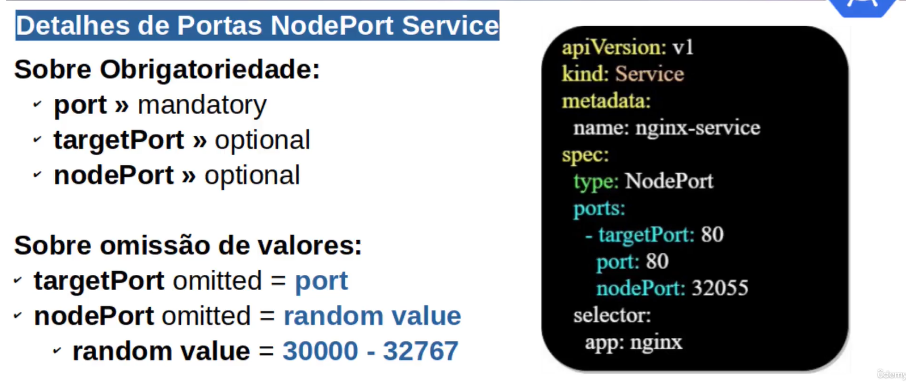 Detalhes de Portas NodePort Service
Sobre Obrigatoriedade:
✓ port » mandatory
✓ targetPort » optional
✓ nodePort » optional
Sobre omissão de valores:
✓ targetPort omitted = port
✓ nodePort omitted = random value
✓ random value = 30000 - 32767
apiVersion: v1
kind: Service
metadata:
name: nginx-service
spec:
type: NodePort
ports:
- targetPort: 80
port: 80
nodePort: 32055
selector:
app: nginx
Udemy